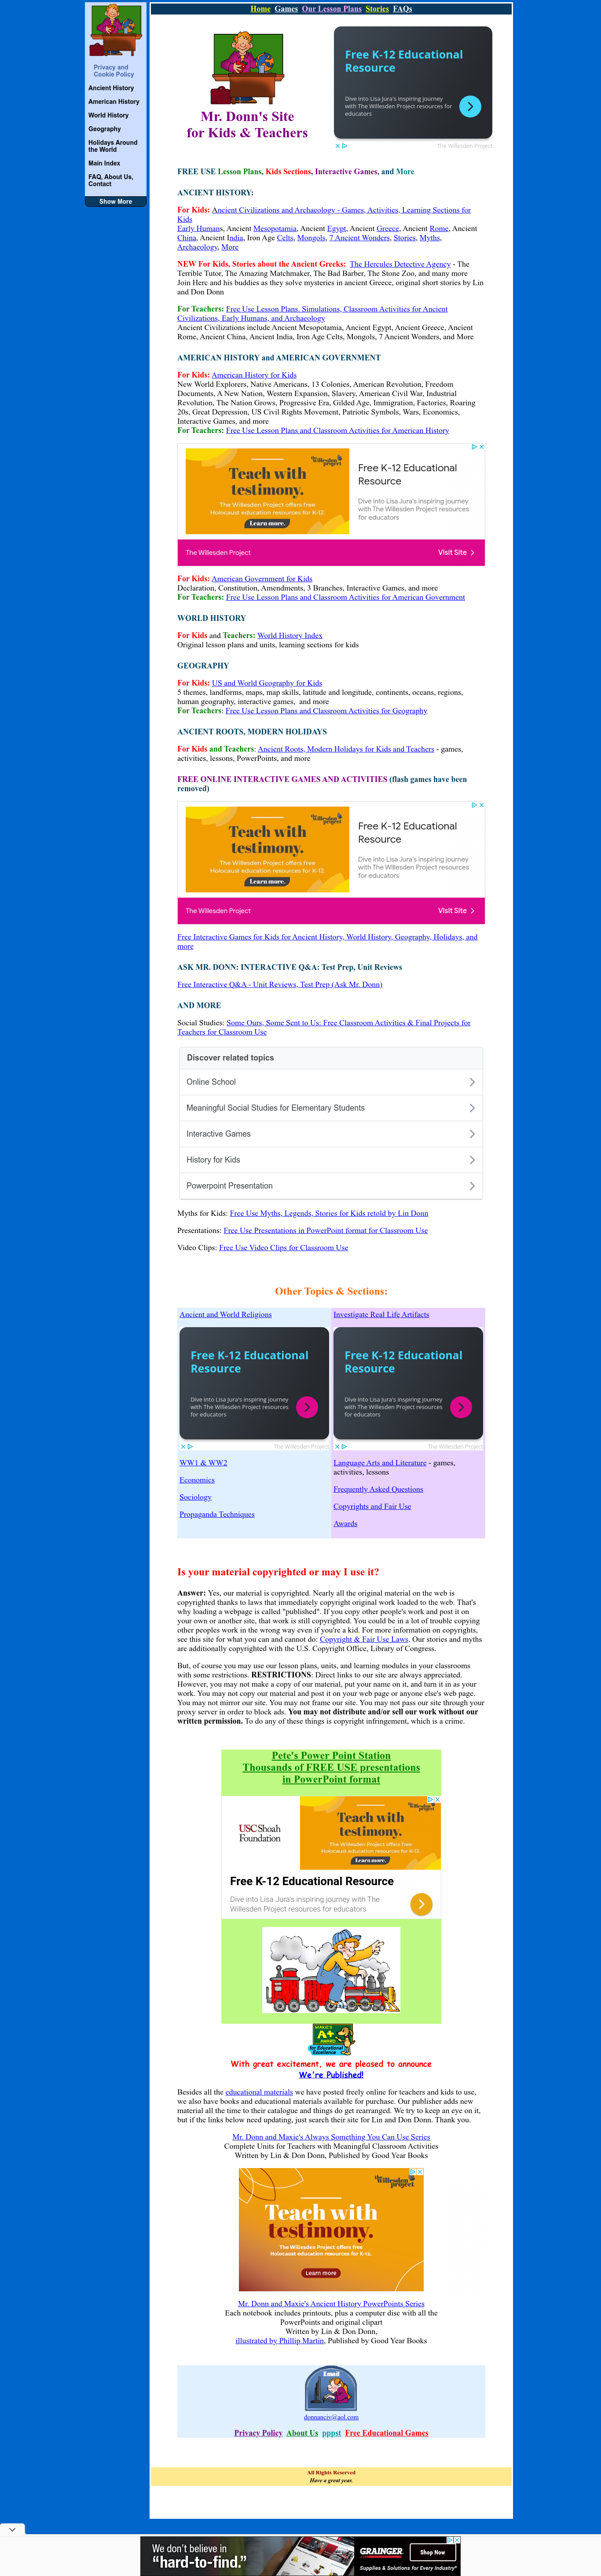 Home Games Our Lesson Plans Stories FAQs
Privacy and
Cookie Policy
Ancient History
American History
World History
Geography
Holidays Around
the World
Main Index
FAQ, About Us,
Contact
Show More
Mr. Donn's Site
for Kids & Teachers
Free K-12 Educational
Resource
Dive into Lisa Jura's inspiring journey
with The Willesden Project resources for
educators
The Willesden Project
FREE USE Lesson Plans, Kids Sections, Interactive Games, and More
ANCIENT HISTORY:
For Kids: Ancient Civilizations and Archaeology - Games, Activities, Learning Sections for
Kids
Early Humans, Ancient Mesopotamia, Ancient Egypt, Ancient Greece, Ancient Rome, Ancient
China, Ancient India, Iron Age Celts, Mongols, 7 Ancient Wonders, Stories, Myths,
Archaeology, More
NEW For Kids, Stories about the Ancient Greeks: The Hercules Detective Agency - The
Terrible Tutor, The Amazing Matchmaker, The Bad Barber, The Stone Zoo, and many more
Join Herc and his buddies as they solve mysteries in ancient Greece, original short stories by Lin
and Don Donn
For Teachers: Free Use Lesson Plans. Simulations, Classroom Activities for Ancient
Civilizations, Early Humans, and Archaeology
Ancient Civilizations include Ancient Mesopotamia, Ancient Egypt, Ancient Greece, Ancient
Rome, Ancient China, Ancient India, Iron Age Celts, Mongols, 7 Ancient Wonders, and More
AMERICAN HISTORY and AMERICAN GOVERNMENT
For Kids: American History for Kids
New World Explorers, Native Americans, 13 Colonies, American Revolution, Freedom
Documents, A New Nation, Western Expansion, Slavery, American Civil War, Industrial
Revolution, The Nation Grows, Progressive Era, Gilded Age, Immigration, Factories, Roaring
20s, Great Depression, US Civil Rights Movement, Patriotic Symbols, Wars, Economics,
Interactive Games, and more
For Teachers: Free Use Lesson Plans and Classroom Activities for American History
the Willesden project
Teach with
testimony.
The Willesden Project offers free
Holocaust education resources for K-12.
Learn more.
Free K-12 Educational
Resource
Dive into Lisa Jura's inspiring journey
with The Willesden Project resources
for educators
The Willesden Project
Visit Site
For Kids: American Government for Kids
Declaration, Constitution, Amendments, 3 Branches, Interactive Games, and more
For Teachers: Free Use Lesson Plans and Classroom Activities for American Government
WORLD HISTORY
For Kids and Teachers: World History Index
Original lesson plans and units, learning sections for kids
GEOGRAPHY
For Kids: US and World Geography for Kids
5 themes, landforms, maps, map skills, latitude and longitude, continents, oceans, regions,
human geography, interactive games, and more
For Teachers: Free Use Lesson Plans and Classroom Activities for Geography
ANCIENT ROOTS, MODERN HOLIDAYS
For Kids and Teachers: Ancient Roots, Modern Holidays for Kids and Teachers - games,
activities, lessons, PowerPoints, and more
FREE ONLINE INTERACTIVE GAMES AND ACTIVITIES (flash games have been
removed)
the Willesden project
Teach with
testimony.
The Willesden Project offers free
Holocaust education resources for K-12.
Learn more.
Free K-12 Educational
Resource
Dive into Lisa Jura's inspiring journey
with The Willesden Project resources
for educators
The Willesden Project
Visit Site
Free Interactive Games for Kids for Ancient History, World History, Geography, Holidays, and
more
ASK MR. DONN: INTERACTIVE Q&A: Test Prep, Unit Reviews
Free Interactive Q&A - Unit Reviews, Test Prep (Ask Mr. Donn)
AND MORE
Social Studies: Some Ours, Some Sent to Us: Free Classroom Activities & Final Projects for
Teachers for Classroom Use
Discover related topics
Online School
Meaningful Social Studies for Elementary Students
Interactive Games
History for Kids
Powerpoint Presentation
Myths for Kids: Free Use Myths, Legends, Stories for Kids retold by Lin Donn
Presentations: Free Use Presentations in PowerPoint format for Classroom Use
Video Clips: Free Use Video Clips for Classroom Use
Other Topics & Sections:
Ancient and World Religions
Free K-12 Educational
Resource
Dive into Lisa Jura's inspiring journey
with The Willesden Project resources
for educators
The Willesden Project
WW1 & WW2
Economics
Sociology
Propaganda Techniques
Investigate Real Life Artifacts
Free K-12 Educational
Resource
Dive into Lisa Jura's inspiring journey
with The Willesden Project resources
for educators
The Willesden Project
Language Arts and Literature - games,
activities, lessons
Frequently Asked Questions
Copyrights and Fair Use
Awards
Is your material copyrighted or may I use it?
Answer: Yes, our material is copyrighted. Nearly all the original material on the web is
copyrighted thanks to laws that immediately copyright original work loaded to the web. That's
why loading a webpage is called "published". If you copy other people's work and post it on
your own or another site, that work is still copyrighted. You could be in a lot of trouble copying
other peoples work in the wrong way even if you're a kid. For more information on copyrights,
see this site for what you can and cannot do: Copyright & Fair Use Laws. Our stories and myths
are additionally copyrighted with the U.S. Copyright Office, Library of Congress.
But, of course you may use our lesson plans, units, and learning modules in your classrooms
with some restrictions. RESTRICTIONS: Direct links to our site are always appreciated.
However, you may not make a copy of our material, put your name on it, and turn it in as your
work. You may not copy our material and post it on your web page or anyone else's web page.
You may not mirror our site. You may not frame our site. You may not pass our site through your
proxy server in order to block ads. You may not distribute and/or sell our work without our
written permission. To do any of these things is copyright infringement, which is a crime.
Pete's Power Point Station
Thousands of FREE USE presentations
in PowerPoint format
USC Shoah
Foundation
the Willesden project
Teach with
testimony.
The Willesden Project offers free
Holocaust education resources for K-12.
Learn more.
Free K-12 Educational Resource
Dive into Lisa Jura's inspiring journey with The
Willesden Project resources for educators
A+
AWARD
for Educational
Excellence
With great excitement, we are pleased to announce
We're Published!
Besides all the educational materials we have posted freely online for teachers and kids to use,
we also have books and educational materials available for purchase. Our publisher adds new
material all the time to their catalogue and things do get rearranged. We try to keep an eye on it,
but if the links below need updating, just search their site for Lin and Don Donn. Thank you.
Mr. Donn and Maxie's Always Something You Can Use Series
Complete Units for Teachers with Meaningful Classroom Activities
Written by Lin & Don Donn, Published by Good Year Books
the Willesden project
Teach with
testimony.
The Willesden Project offers free
Holocaust education resources for K-12.
Learn more
Mr. Donn and Maxie's Ancient History PowerPoints Series
Each notebook includes printouts, plus a computer disc with all the
PowerPoints and original clipart
Written by Lin & Don Donn,
illustrated by Phillip Martin, Published by Good Year Books
Email
donnanciv@aol.com
Privacy Policy About Us pppst Free Educational Games
All Rights Reserved
Have a great year.
We don't believe in
"hard-to-find."
GRAINGER
Shop Now
Supplies & Solutions for Every Industry